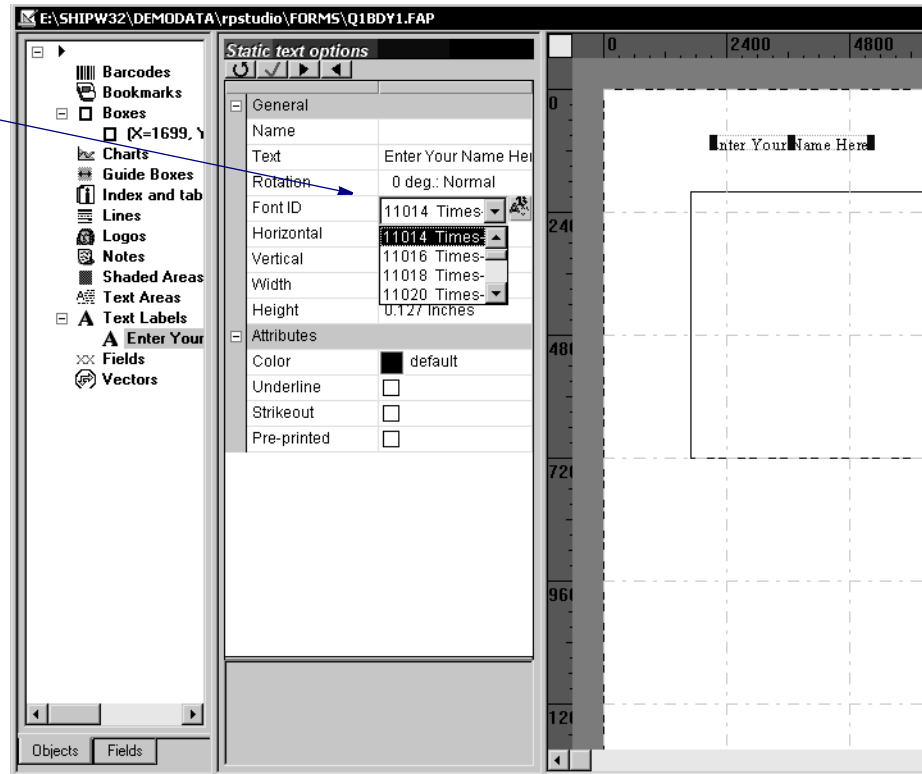 E:\SHIPW32\DEMODATA\rpstudio\FORMS\Q1BDY1.FAP
Barcodes
Bookmarks
Boxes
(X=1699, Y
Charts
Guide Boxes
Index and tab
Lines
Logos
Notes
Shaded Areas
Text Areas
Text Labels
Enter Your
Fields
Vectors
Objects
Fields
Static text options
General
Name
Text Enter Your Name Her
Rotation 0 deg.: Normal
Font ID 11014 Times-
11014 Times-
11016 Times-
11018 Times-
11020 Times-
Horizontal
Vertical
Width
Height 0.127 Inches
Attributes
Color default
Underline
Strikeout
Pre-printed
0 2400 4800
0
240
480
720
960
120
Enter Your Name Here